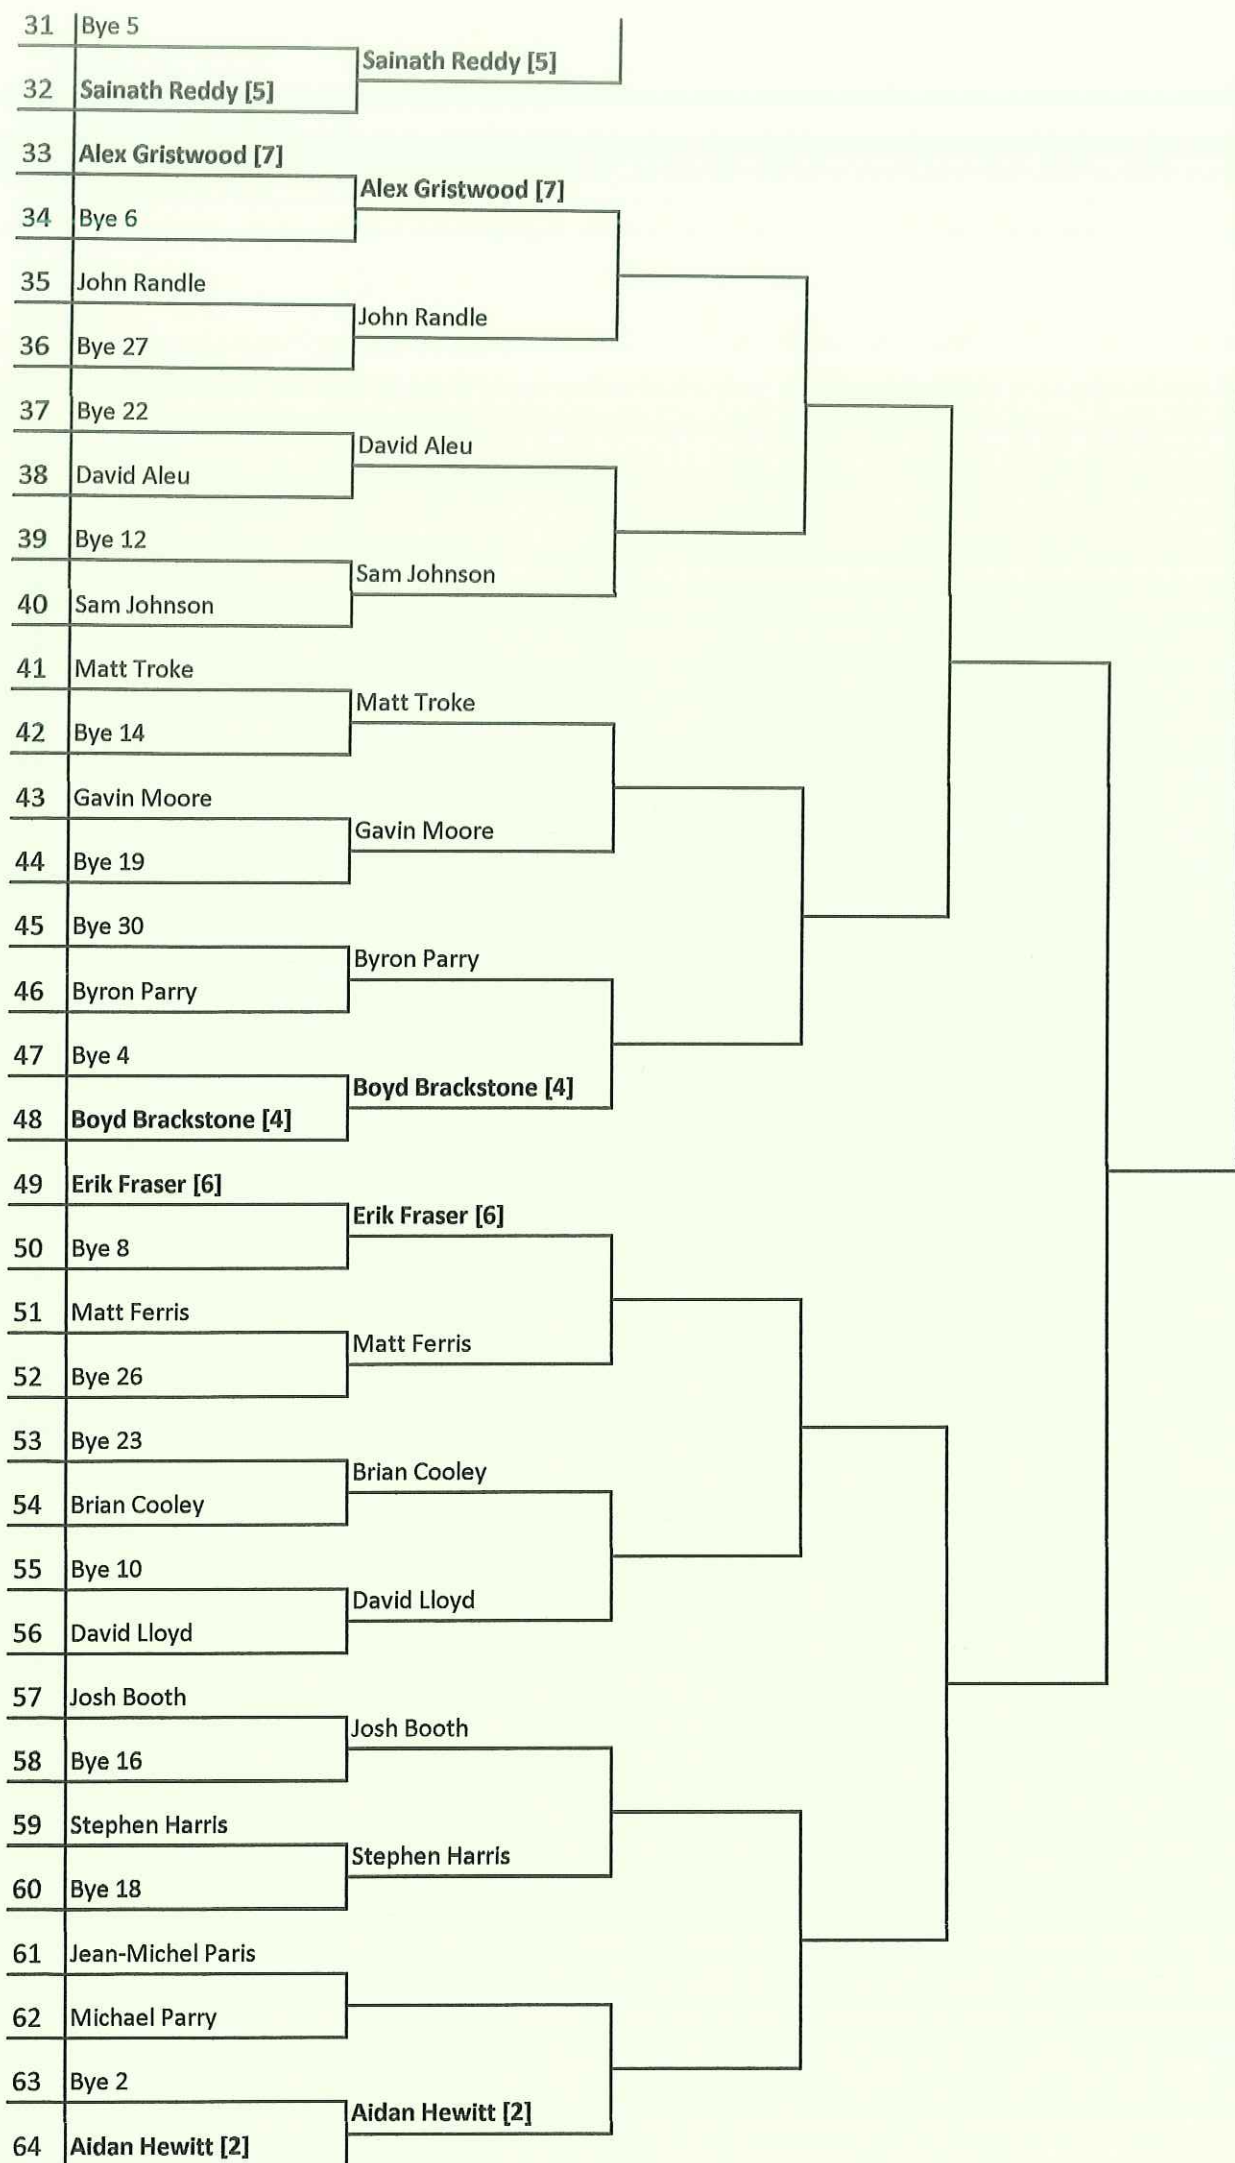 31 Bye 5
Sainath Reddy [5]
32 Sainath Reddy [5]
33 Alex Gristwood [7]
Alex Gristwood [7]
34 Bye 6
35 John Randle
John Randle
36 Bye 27
37 Bye 22
David Aleu
38 David Aleu
39 Bye 12
Sam Johnson
40 Sam Johnson
41 Matt Troke
Matt Troke
42 Bye 14
43 Gavin Moore
Gavin Moore
44 Bye 19
45 Bye 30
Byron Parry
46 Byron Parry
47 Bye 4
Boyd Brackstone [4]
48 Boyd Brackstone [4]
49 Erik Fraser [6]
Erik Fraser [6]
50 Bye 8
51 Matt Ferris
Matt Ferris
52 Bye 26
53 Bye 23
Brian Cooley
54 Brian Cooley
55 Bye 10
David Lloyd
56 David Lloyd
57 Josh Booth
Josh Booth
58 Bye 16
59 Stephen Harris
Stephen Harris
60 Bye 18
61 Jean-Michel Paris
62 Michael Parry
63 Bye 2
Aidan Hewitt [2]
64 Aidan Hewitt [2]